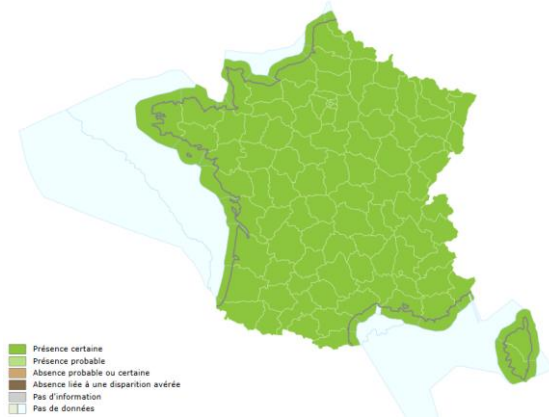 Présence certaine
Présence probable
Absence probable ou certaine
Absence liée à une disparition avérée
Pas d'information
Pas de données